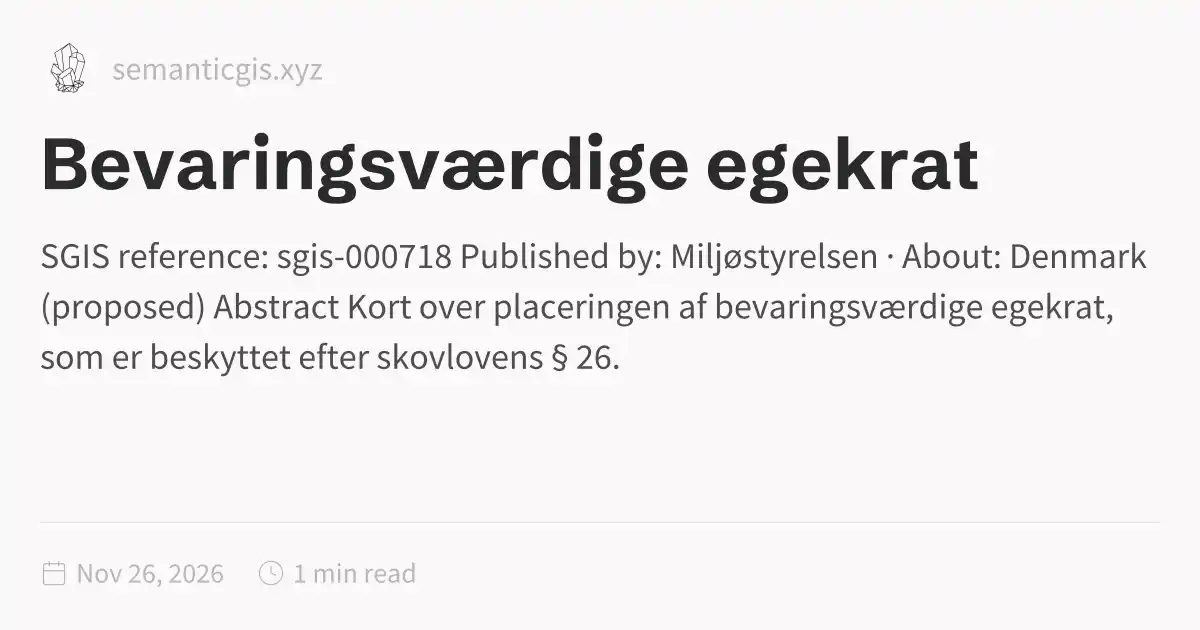 semanticgis.xyz
Bevaringsværdige egekrat
SGIS reference: sgis-000718 Published by: Miljøstyrelsen · About: Denmark
(proposed) Abstract Kort over placeringen af bevaringsværdige egekrat,
som er beskyttet efter skovlovens § 26.
Nov 26, 2026 1 min read